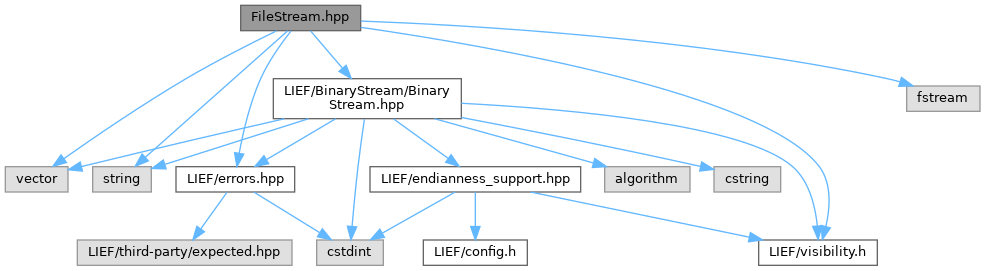 FileStream.hpp
LIEF/BinaryStream/Binary
Stream.hpp
fstream
vector
string
LIEF/errors.hpp
LIEF/endianness_support.hpp
algorithm
cstring
LIEF/third-party/expected.hpp
cstdint
LIEF/config.h
LIEF/visibility.h